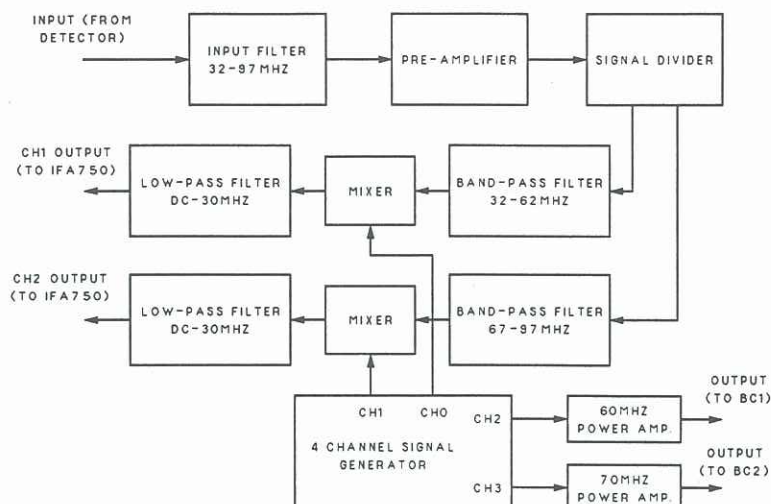 INPUT (FROM
DETECTOR)
INPUT FILTER
32-97MHZ
PRE-AMPLIFIER
SIGNAL DIVIDER
CH1 OUTPUT
(TO IFA750)
LOW-PASS FILTER
DC-30MHZ
MIXER
BAND-PASS FILTER
32-62MHZ
CH2 OUTPUT
(TO IFA750)
LOW-PASS FILTER
DC-30MHZ
MIXER
BAND-PASS FILTER
67-97MHZ
CH1
CH0
CH2
4 CHANNEL SIGNAL
GENERATOR
CH3
60MHZ
POWER AMP.
OUTPUT
(TO BC1)
70MHZ
POWER AMP.
OUTPUT
(TO BC2)